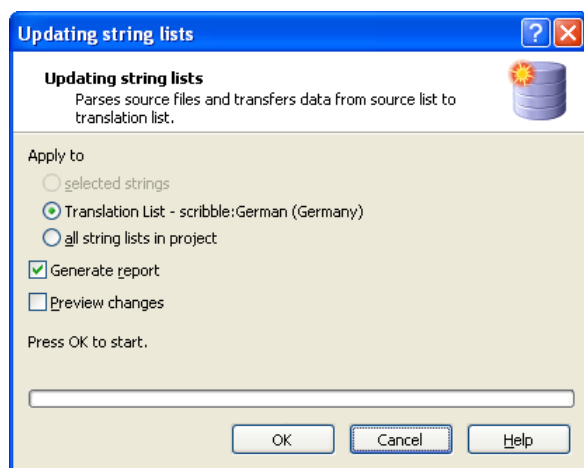 Updating string lists
?
Updating string lists
Parses source files and transfers data from source list to
translation list.
Apply to
selected strings
Translation List - scribble:German (Germany)
all string lists in project
Generate report
Preview changes
Press OK to start.
OK Cancel Help